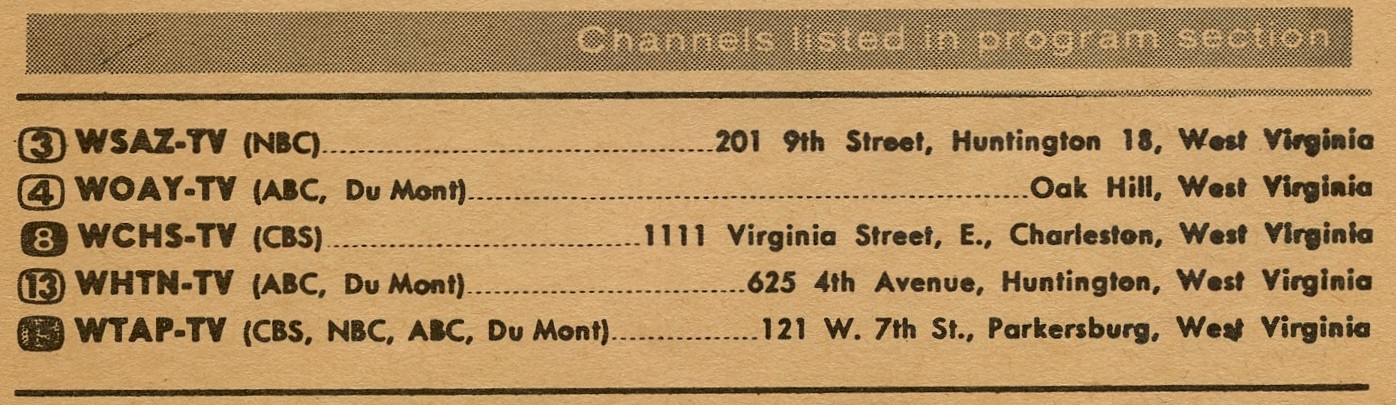 Channels listed in program section
3 WSAZ-TV (NBC)........................................201 9th Street, Huntington 18, West Virginia
4 WOAY-TV (ABC, Du Mont)........................................Oak Hill, West Virginia
8 WCHS-TV (CBS)........................................1111 Virginia Street, E., Charleston, West Virginia
13 WHTN-TV (ABC, Du Mont)........................................625 4th Avenue, Huntington, West Virginia
15 WTAP-TV (CBS, NBC, ABC, Du Mont)................121 W. 7th St., Parkersburg, West Virginia